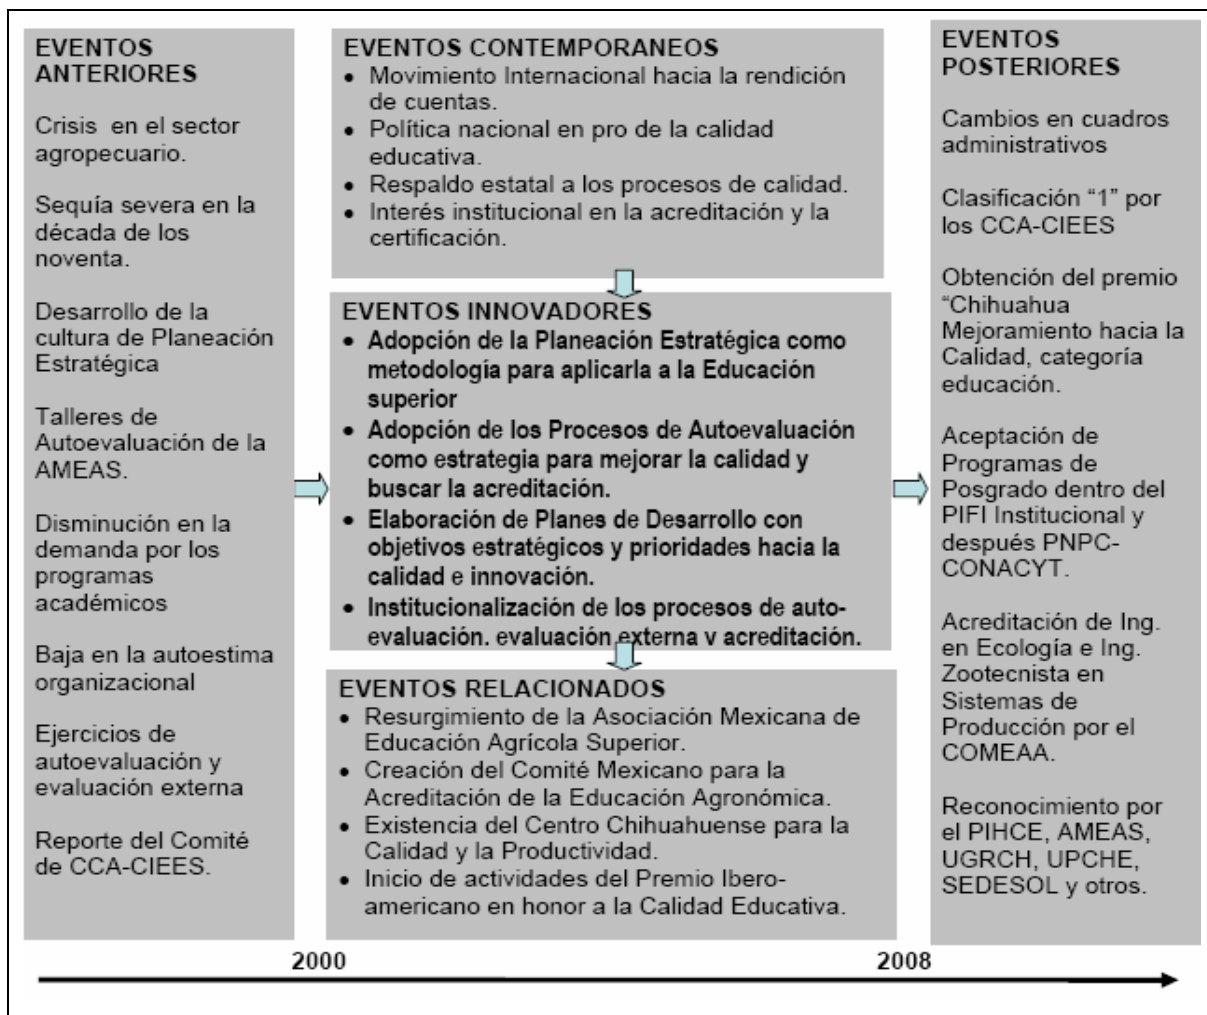 EVENTOS
ANTERIORES
Crisis en el sector
agropecuario.
Sequía severa en la
década de los
noventa.
Desarrollo de la
cultura de Planeación
Estratégica
Talleres de
Autoevaluación de la
AMEAS.
Disminución en la
demanda por los
programas
académicos
Baja en la autoestima
organizacional
Ejercicios de
autoevaluación y
evaluación externa
Reporte del Comité
de CCA-CIEES.
EVENTOS CONTEMPORANEOS
• Movimiento Internacional hacia la rendición
de cuentas.
• Política nacional en pro de la calidad
educativa.
• Respaldo estatal a los procesos de calidad.
• Interés institucional en la acreditación y la
certificación.
EVENTOS INNOVADORES
• Adopción de la Planeación Estratégica como
metodología para aplicarla a la Educación
superior
• Adopción de los Procesos de Autoevaluación
como estrategia para mejorar la calidad y
buscar la acreditación.
• Elaboración de Planes de Desarrollo con
objetivos estratégicos y prioridades hacia la
calidad e innovación.
• Institucionalización de los procesos de auto-
evaluación, evaluación externa y acreditación.
EVENTOS RELACIONADOS
• Resurgimiento de la Asociación Mexicana de
Educación Agrícola Superior.
• Creación del Comité Mexicano para la
Acreditación de la Educación Agronómica.
• Existencia del Centro Chihuahuense para la
Calidad y la Productividad.
• Inicio de actividades del Premio Ibero-
americano en honor a la Calidad Educativa.
EVENTOS
POSTERIORES
Cambios en cuadros
administrativos
Clasificación “1” por
los CCA-CIEES
Obtención del premio
“Chihuahua
Mejoramiento hacia la
Calidad, categoría
educación.
Aceptación de
Programas de
Posgrado dentro del
PIFI Institucional y
después PNPC-
CONACYT.
Acreditación de Ing.
en Ecología e Ing.
Zootecnista en
Sistemas de
Producción por el
COMEAA.
Reconocimiento por
el PIHCE, AMEAS,
UGRCH, UPCHE,
SEDESOL y otros.
2000
2008